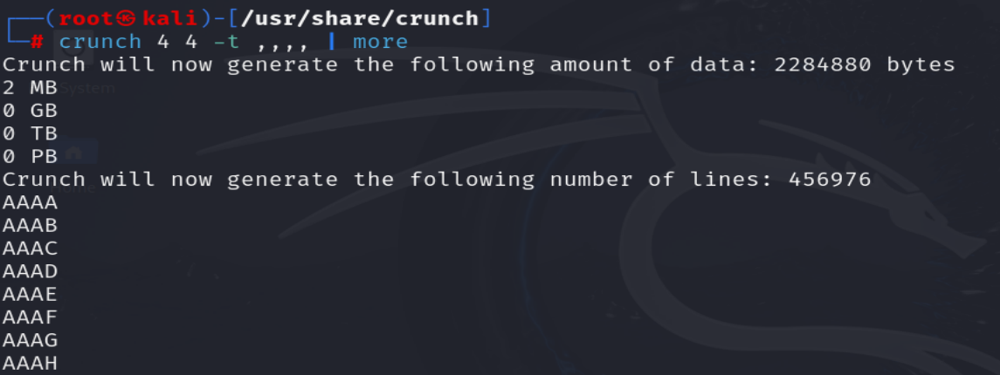 ┌──(root㉿kali)-[/usr/share/crunch]
└─# crunch 4 4 -t ,,,, | more
Crunch will now generate the following amount of data: 2284880 bytes
2 MB
System
0 GB
0 TB
0 PB
Crunch will now generate the following number of lines: 456976
AAAA
AAAB
AAAC
AAAD
AAAE
AAAF
AAAG
AAAH